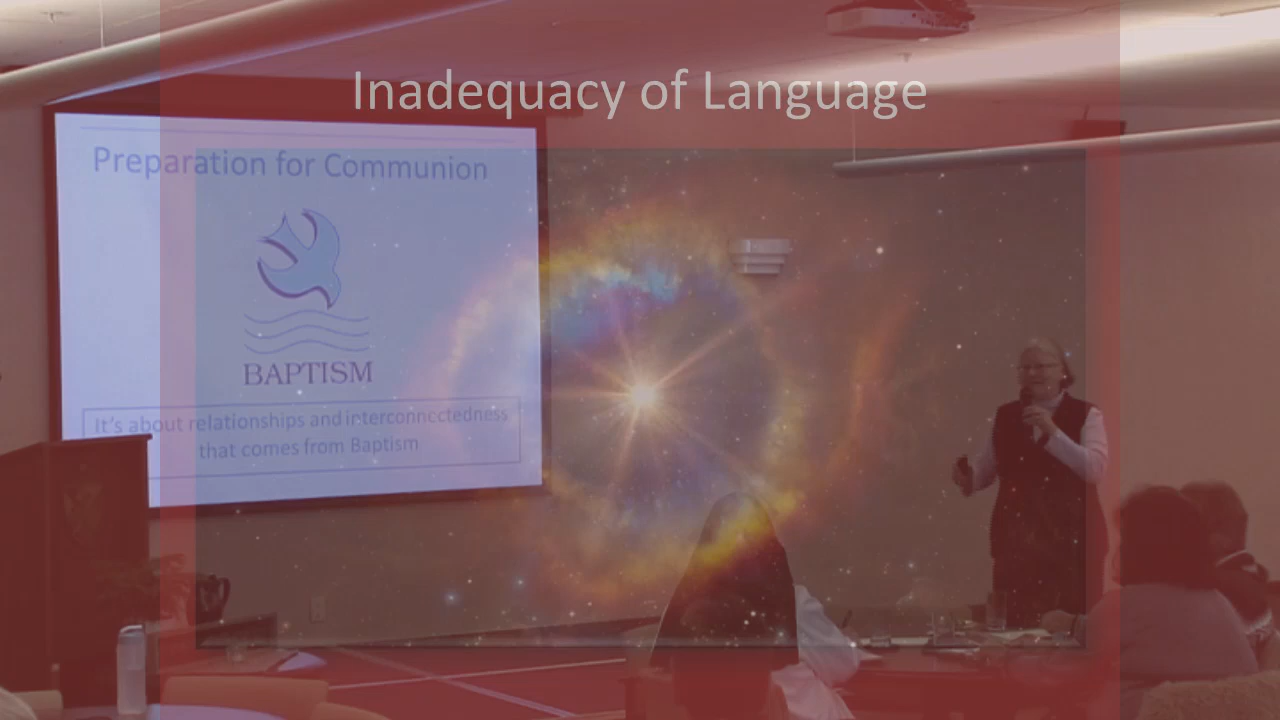 Inadequacy of Language
Preparation for Communion
BAPTISM
It's about relationships and interconnectedness
that comes from Baptism